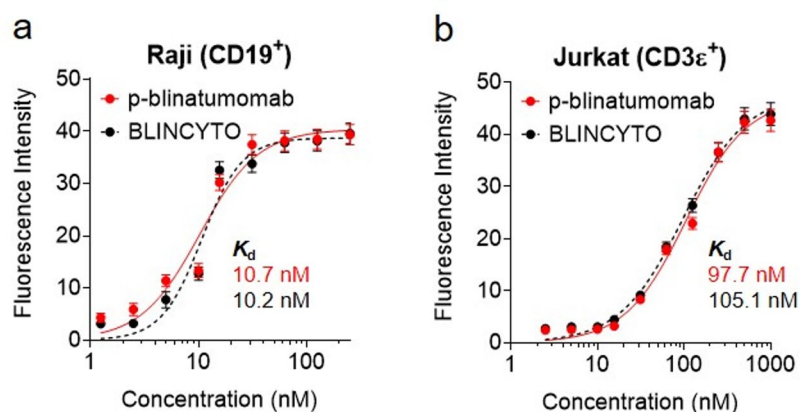 a
Raji (CD19+)
50
40
30
20
10
0
Fluorescence Intensity
p-blinatumomab
BLINCYTO
Kd
10.7 nM
10.2 nM
1
10
100
Concentration (nM)
b
Jurkat (CD3ε+)
50
40
30
20
10
0
Fluorescence Intensity
p-blinatumomab
BLINCYTO
Kd
97.7 nM
105.1 nM
1
10
100
1000
Concentration (nM)